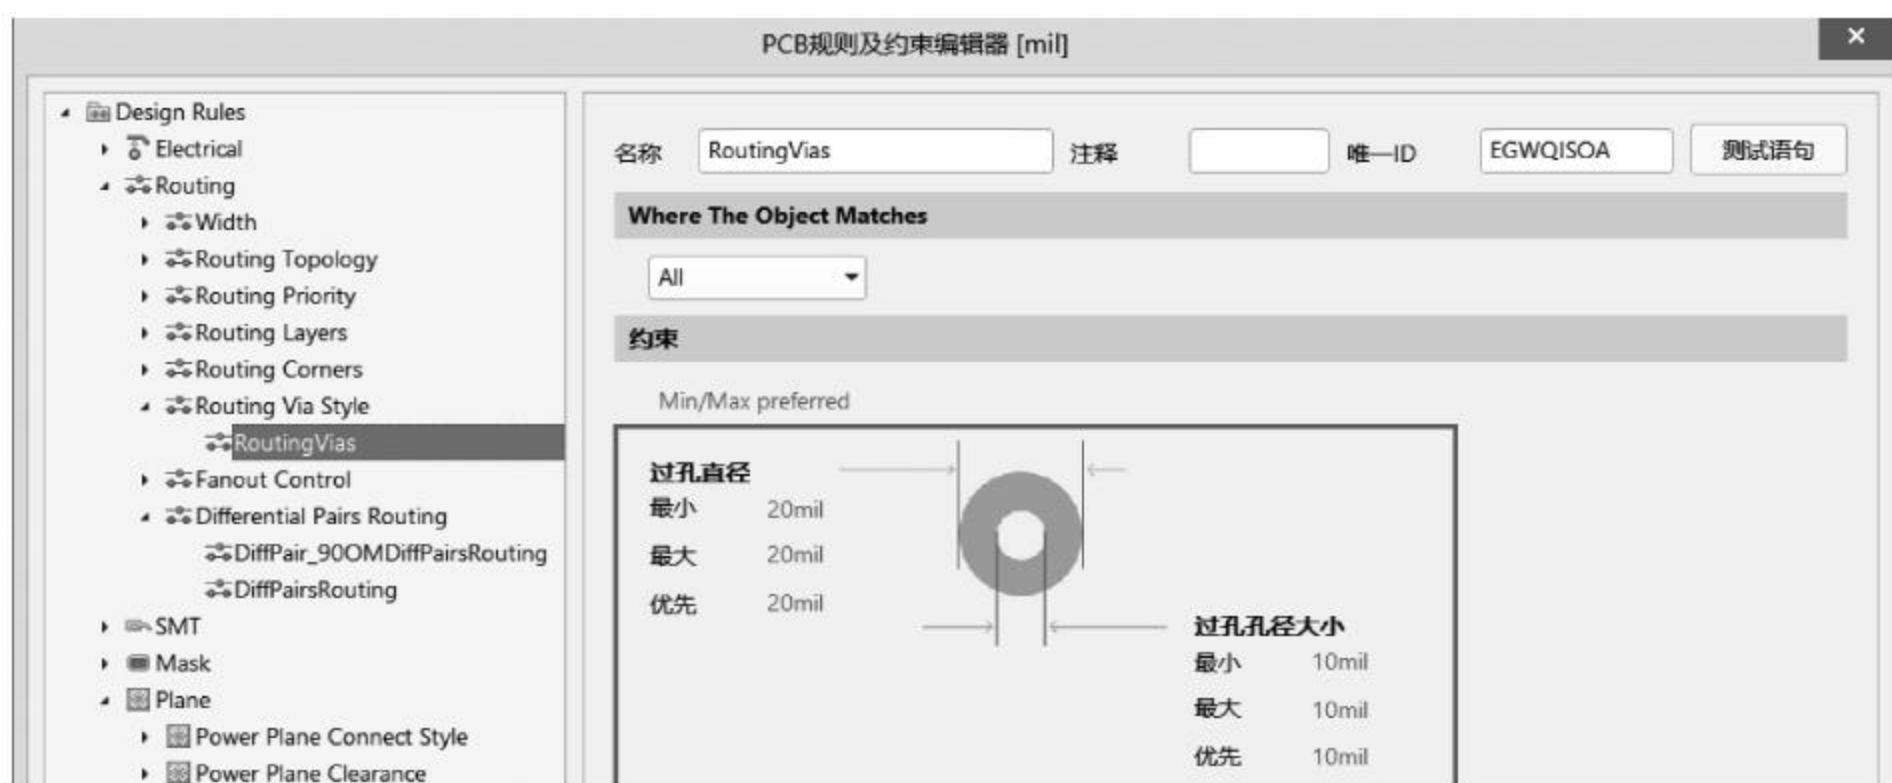 PCB规则及约束编辑器 [mil]
Design Rules
Electrical
Routing
Width
Routing Topology
Routing Priority
Routing Layers
Routing Corners
Routing Via Style
RoutingVias
Fanout Control
Differential Pairs Routing
DiffPair_90OMDiffPairsRouting
DiffPairsRouting
SMT
Mask
Plane
Power Plane Connect Style
Power Plane Clearance
名称 RoutingVias 注释 唯一ID EGWQISOA 测试语句
Where The Object Matches
All
约束
Min/Max preferred
过孔直径
最小 20mil
最大 20mil
优先 20mil
过孔孔径大小
最小 10mil
最大 10mil
优先 10mil